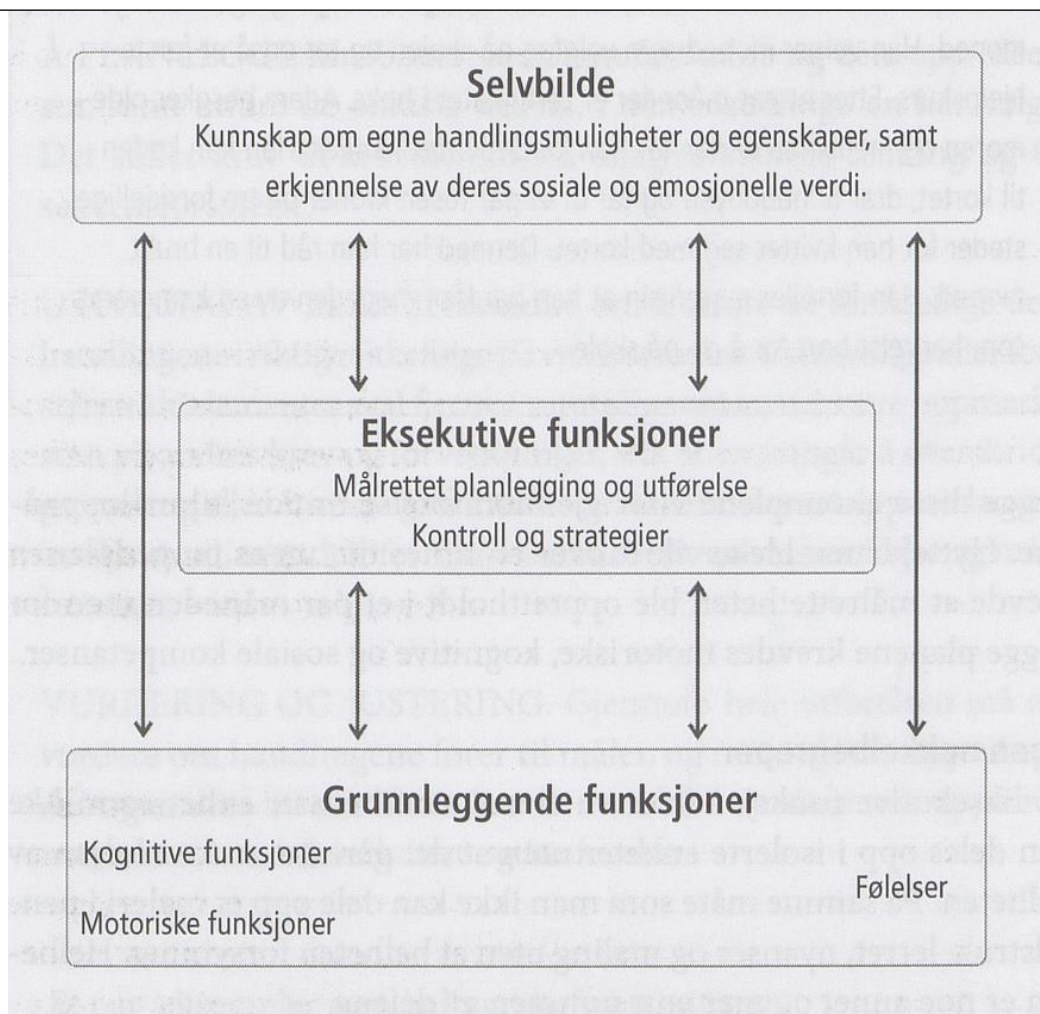 Selvbilde
Kunnskap om egne handlingsmuligheter og egenskaper, samt
erkjennelse av deres sosiale og emosjonelle verdi.
Eksekutive funksjoner
Målrettet planlegging og utførelse
Kontroll og strategier
Grunnleggende funksjoner
Kognitive funksjoner
Følelser
Motoriske funksjoner